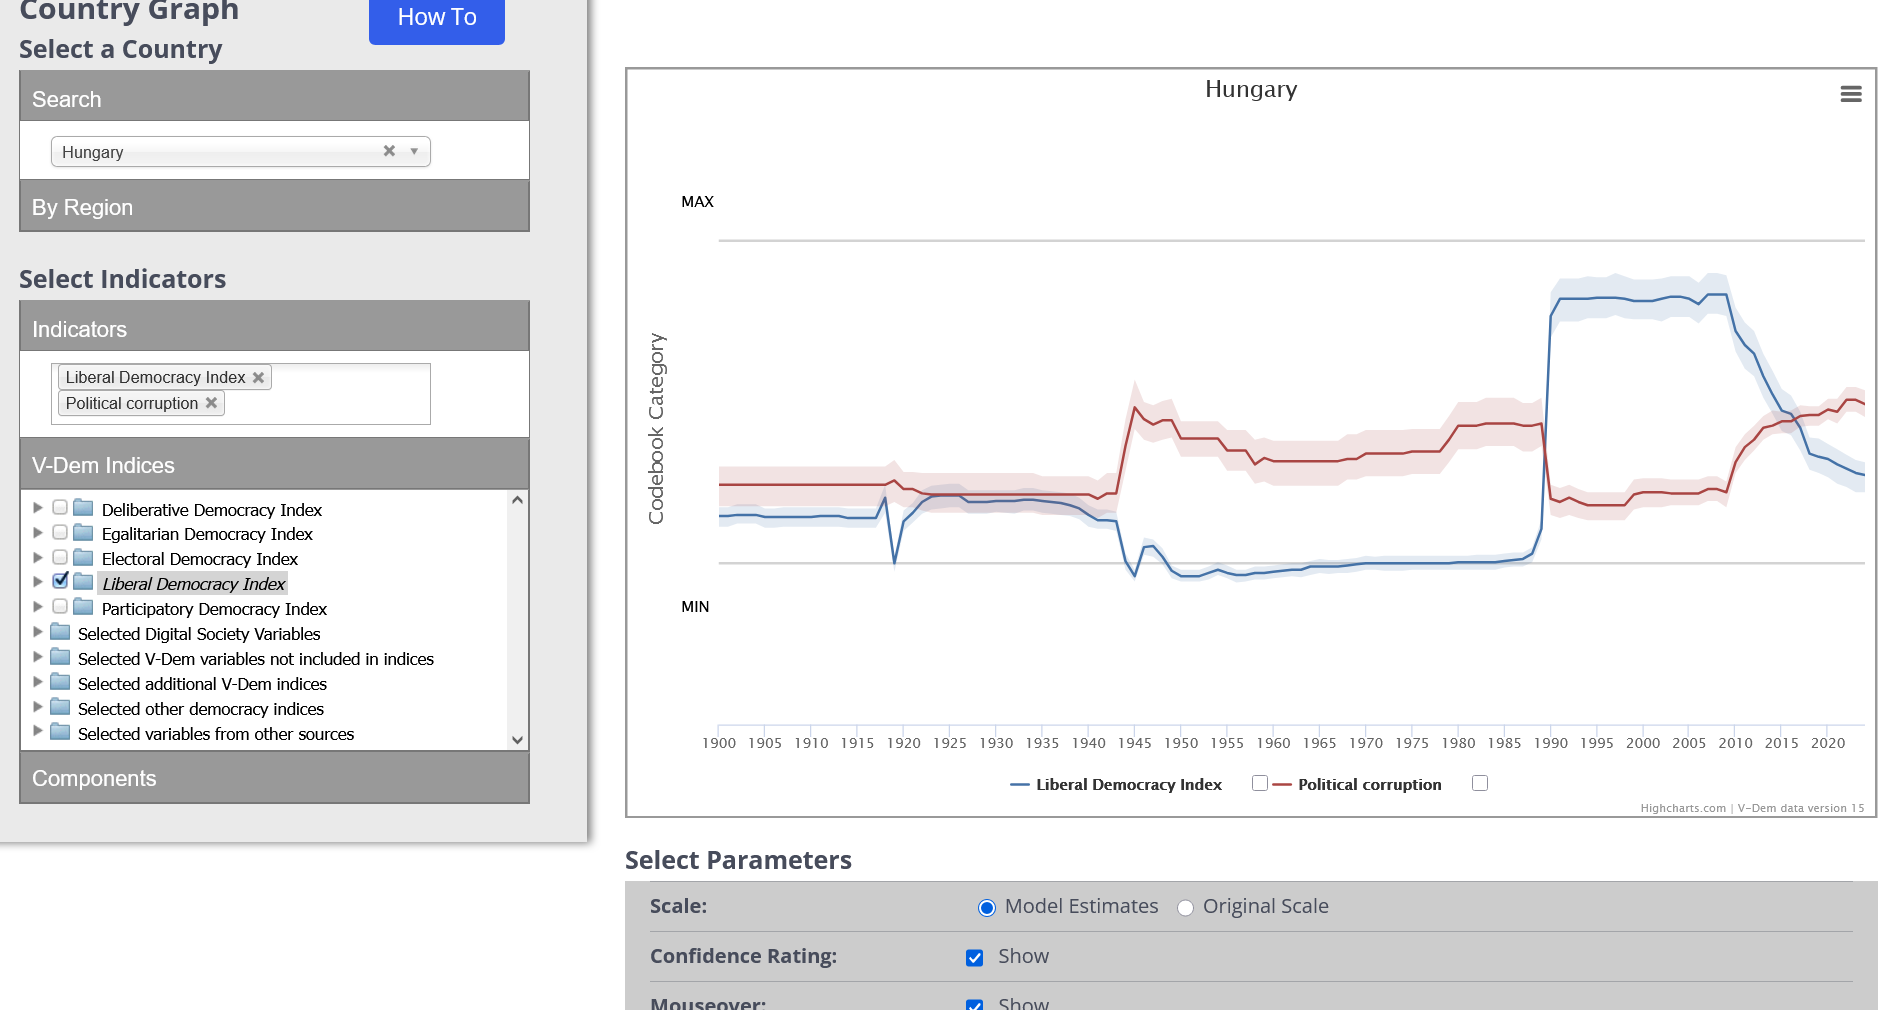 Country Graph
How To
Select a Country
Search
Hungary
By Region
Select Indicators
Indicators
Liberal Democracy Index
Political corruption
V-Dem Indices
Deliberative Democracy Index
Egalitarian Democracy Index
Electoral Democracy Index
Liberal Democracy Index
Participatory Democracy Index
Selected Digital Society Variables
Selected V-Dem variables not included in indices
Selected additional V-Dem indices
Selected other democracy indices
Selected variables from other sources
Components
Hungary
MAX
Codebook Category
MIN
1900 1905 1910 1915 1920 1925 1930 1935 1940 1945 1950 1955 1960 1965 1970 1975 1980 1985 1990 1995 2000 2005 2010 2015 2020
Liberal Democracy Index Political corruption
Highcharts.com | V-Dem data version 15
Select Parameters
Scale: Model Estimates Original Scale
Confidence Rating: Show
Mouseover: Show